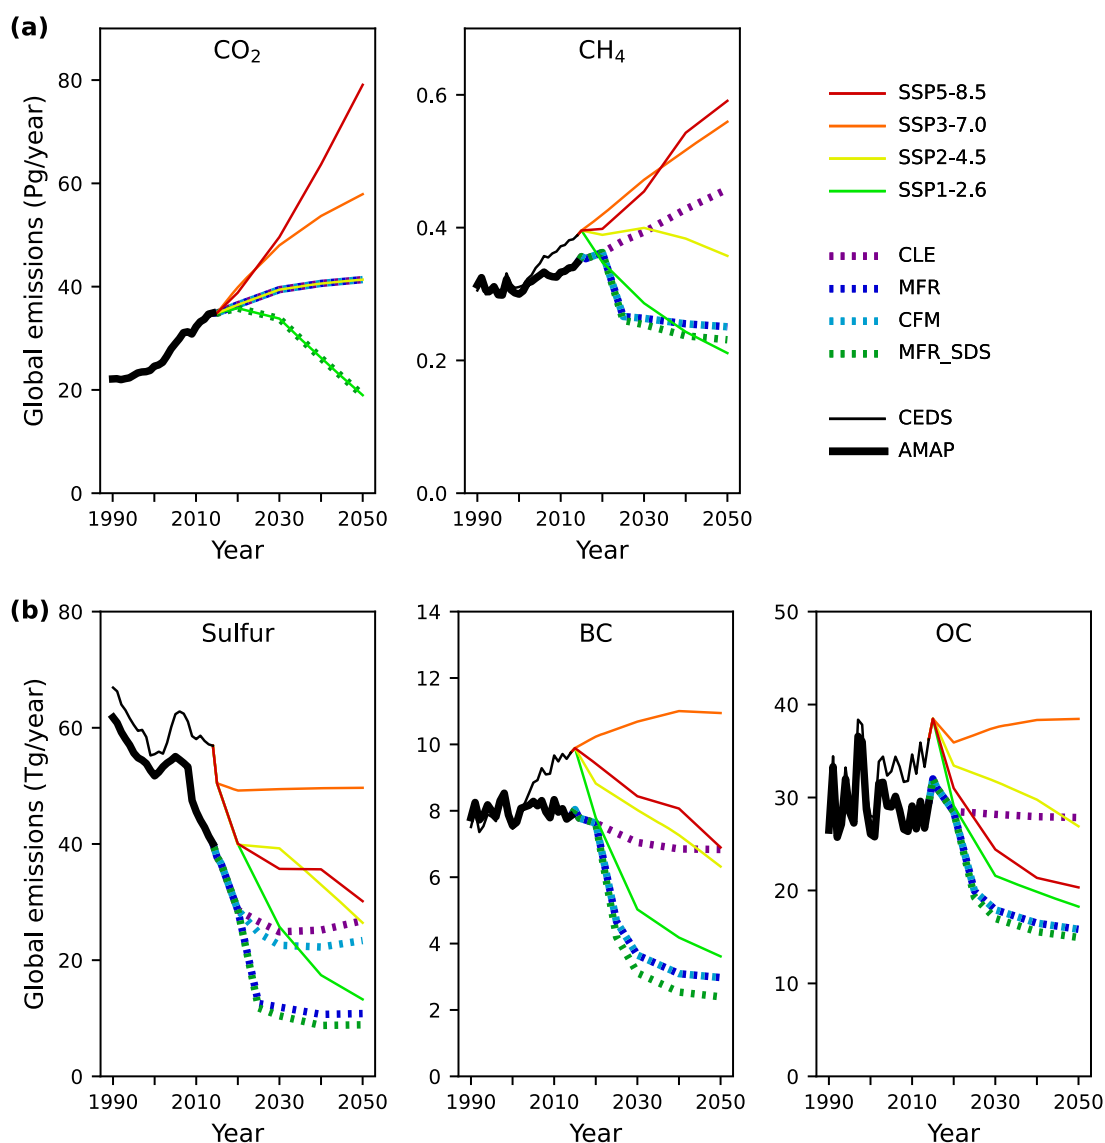 (a)
CO2
CH4
Global emissions (Pg/year)
80
60
40
20
0
1990 2010 2030 2050
Year
0.6
0.4
0.2
0.0
1990 2010 2030 2050
Year
SSP5-8.5
SSP3-7.0
SSP2-4.5
SSP1-2.6
CLE
MFR
CFM
MFR_SDS
CEDS
AMAP
(b)
Sulfur
Global emissions (Tg/year)
80
60
40
20
0
1990 2010 2030 2050
Year
BC
14
12
10
8
6
4
2
0
1990 2010 2030 2050
Year
OC
50
40
30
20
10
0
1990 2010 2030 2050
Year